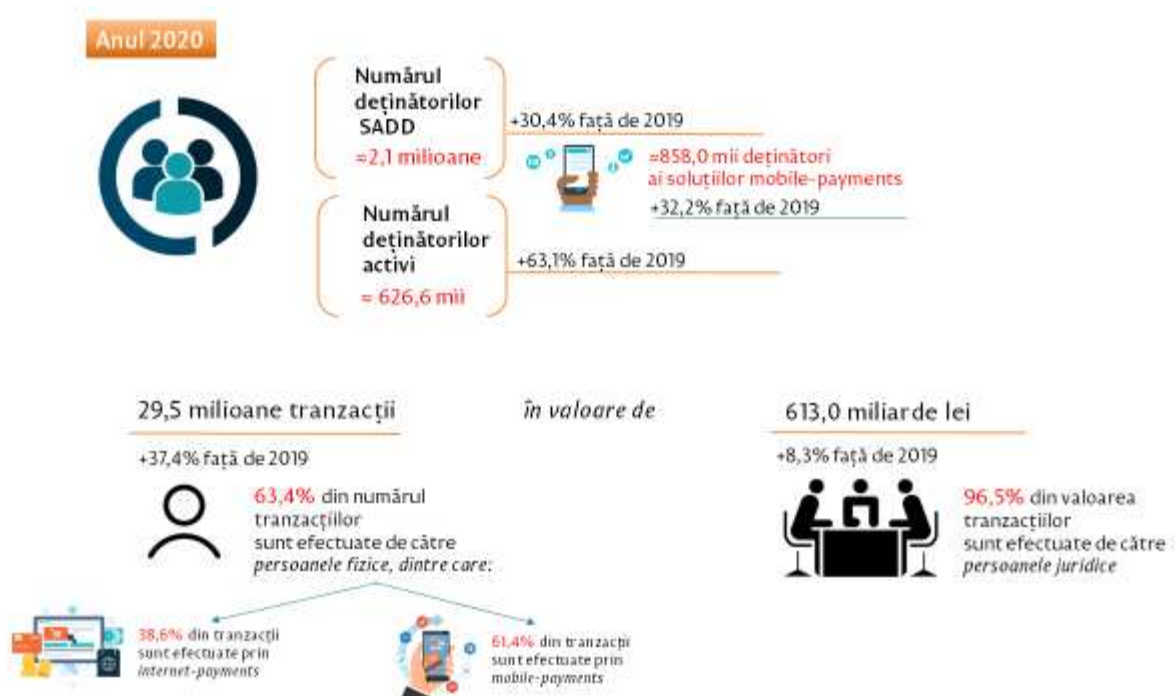 Anul 2020
Numărul
deținătorilor
SADD
≈2,1 milioane
+30,4% față de 2019
≈858,0 mii deținători
ai soluțiilor mobile-payments
+32,2% față de 2019
Numărul
deținătorilor
activi
≈ 626,6 mii
+63,1% față de 2019
29,5 milioane tranzacții
în valoare de
613,0 miliarde lei
+37,4% față de 2019
+8,3% față de 2019
63,4% din numărul
tranzacțiilor
sunt efectuate de către
persoanele fizice, dintre care:
96,5% din valoarea
tranzacțiilor
sunt efectuate de către
persoanele juridice
38,6% din tranzacții
sunt efectuate prin
internet-payments
61,4% din tranzacții
sunt efectuate prin
mobile-payments